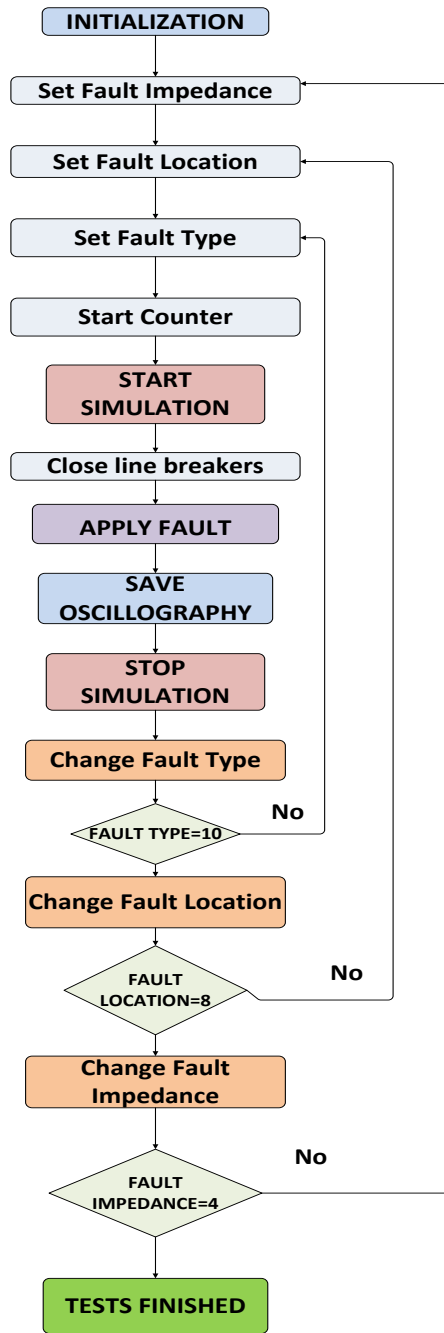 INITIALIZATION
Set Fault Impedance
Set Fault Location
Set Fault Type
Start Counter
START
SIMULATION
Close line breakers
APPLY FAULT
SAVE
OSCILLOGRAPHY
STOP
SIMULATION
Change Fault Type
No
FAULT TYPE=10
Change Fault Location
No
FAULT
LOCATION=8
Change Fault
Impedance
No
FAULT
IMPEDANCE=4
TESTS FINISHED